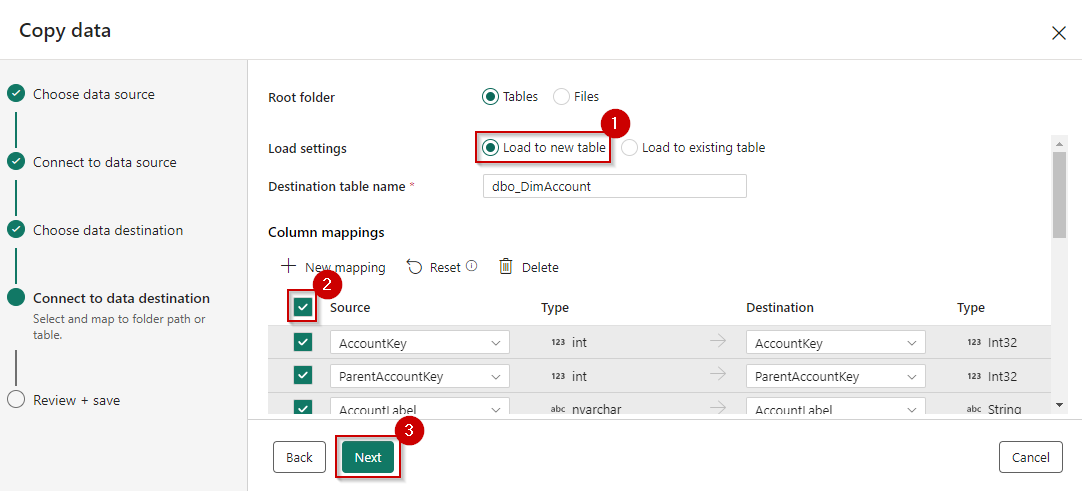 Copy data
Choose data source
Connect to data source
Choose data destination
Connect to data destination
Select and map to folder path or
table.
Review + save
Root folder
Tables
Files
1
Load settings
Load to new table
Load to existing table
Destination table name *
dbo_DimAccount
Column mappings
New mapping
Reset
Delete
2
Source
Type
Destination
Type
AccountKey
123 int
AccountKey
123 Int32
ParentAccountKey
123 int
ParentAccountKey
123 Int32
AccountLabel
abc nvarchar
AccountLabel
abc String
3
Back
Next
Cancel